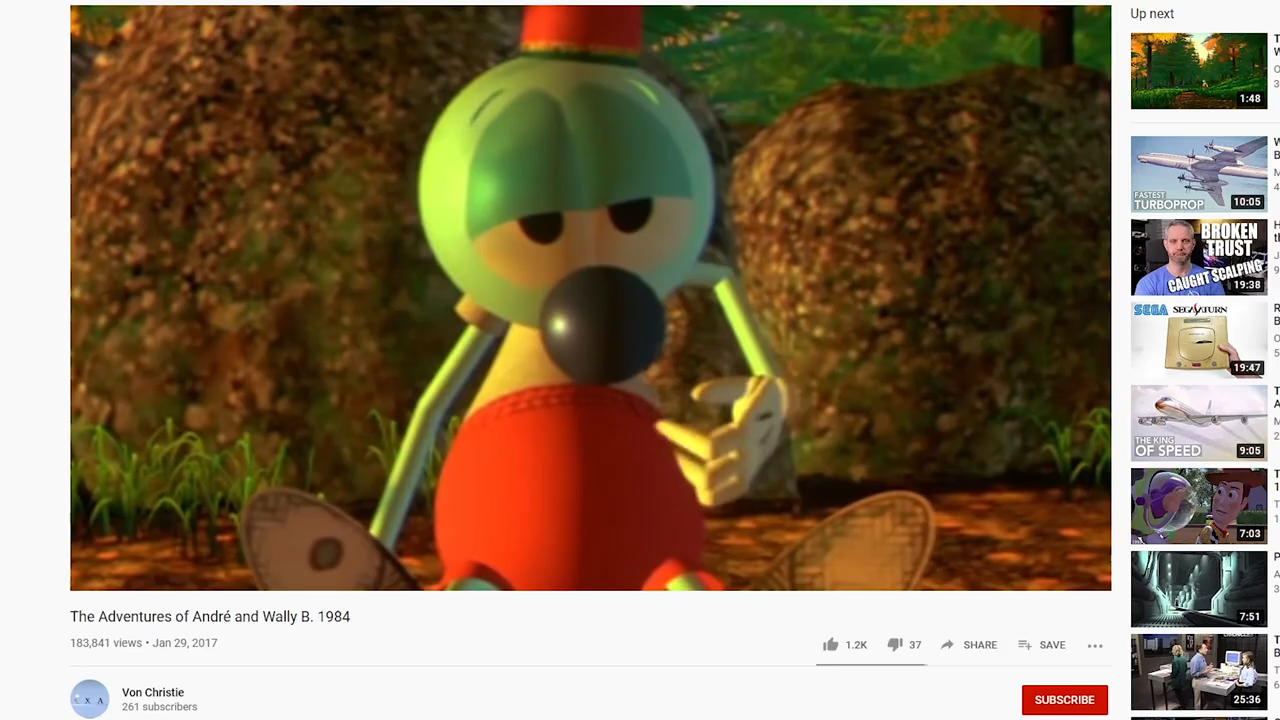 Up next
1:48
FASTEST
TURBOPROP
10:05
BROKEN
TRUST
CAUGHT SCALPING
19:38
SEGA SEGA SATURN
19:47
THE KING
OF SPEED
9:05
7:03
7:51
25:36
The Adventures of André and Wally B. 1984
183,841 views • Jan 29, 2017
1.2K
37
SHARE
SAVE
C X A
Von Christie
261 subscribers
SUBSCRIBE